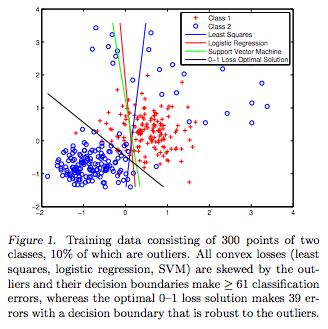 Class 1
Class 2
Least Squares
Logistic Regression
Support Vector Machine
0−1 Loss Optimal Solution
4
3
2
1
0
−1
−2
−2
−1
0
1
2
3
4
Figure 1. Training data consisting of 300 points of two
classes, 10% of which are outliers. All convex losses (least
squares, logistic regression, SVM) are skewed by the out-
liers and their decision boundaries make ≥ 61 classification
errors, whereas the optimal 0–1 loss solution makes 39 er-
rors with a decision boundary that is robust to the outliers.